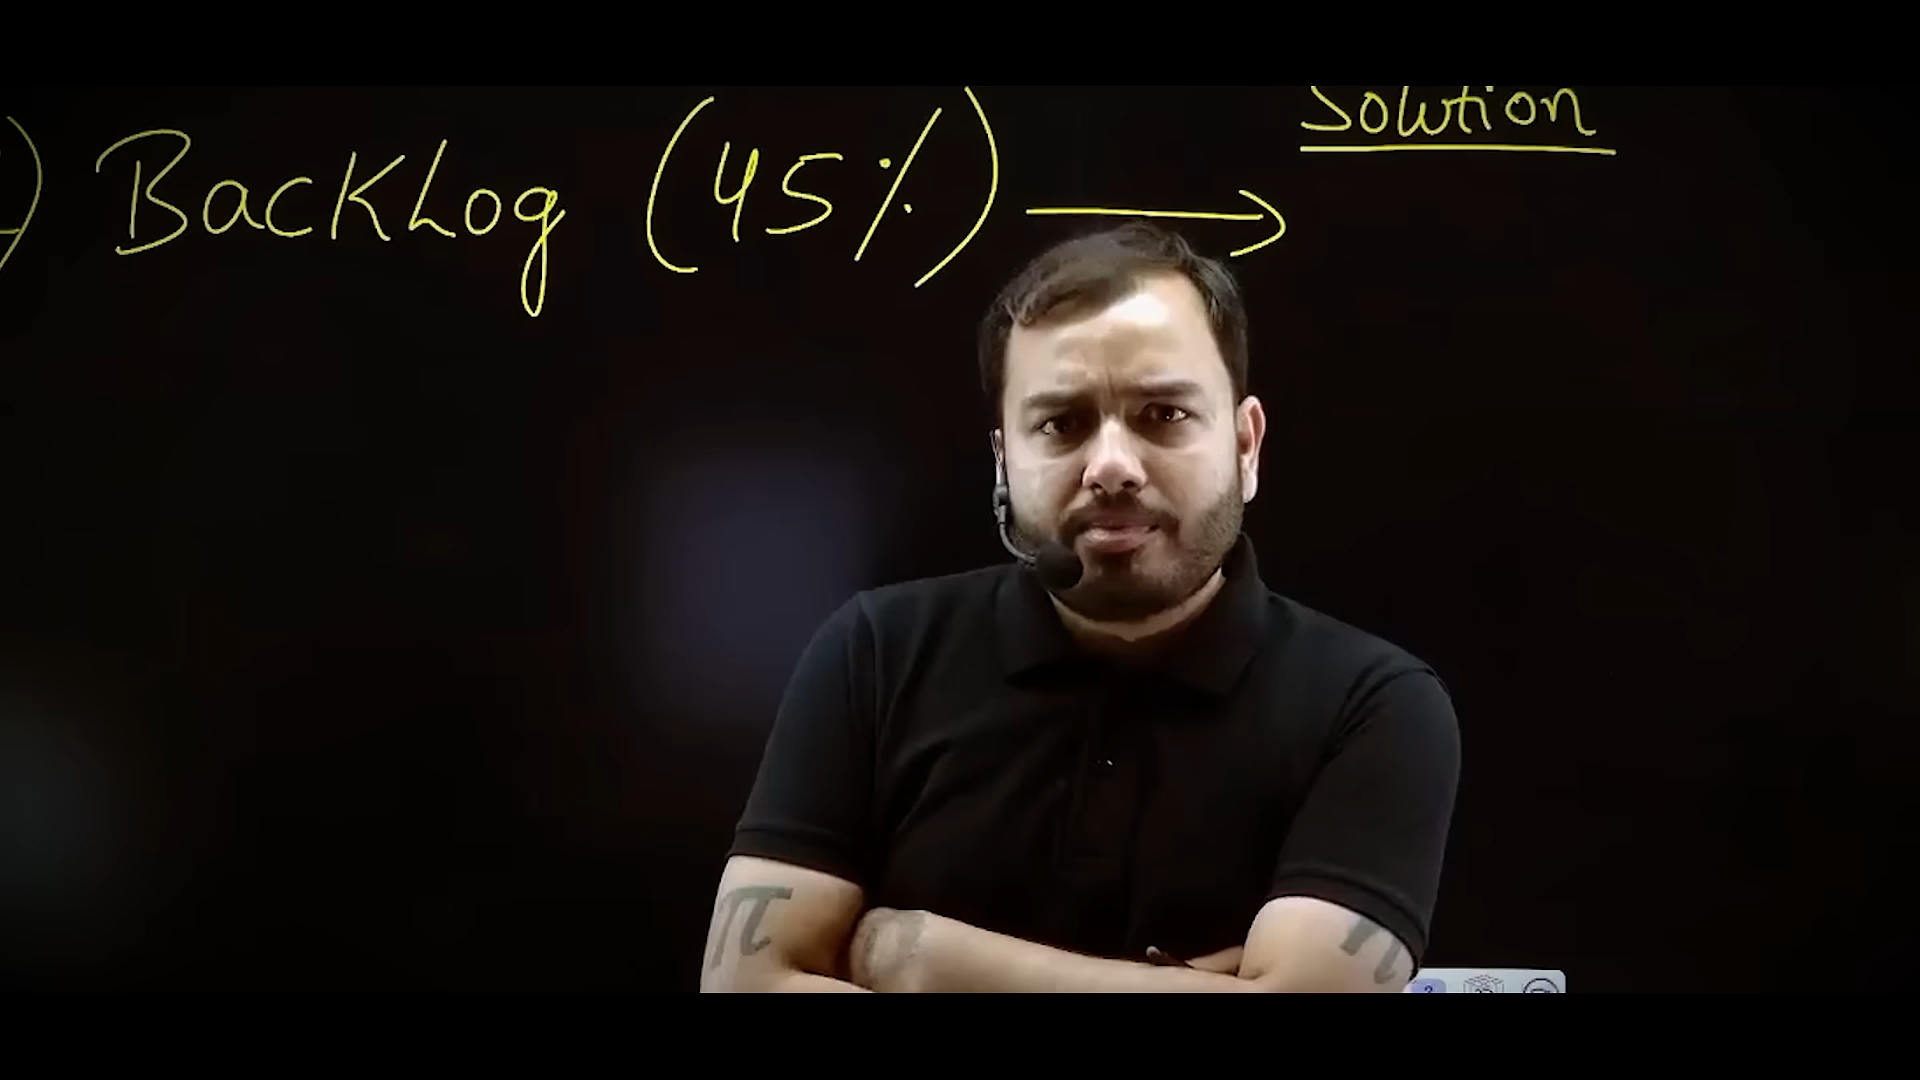 Solution
) BackLog (45%) →
π
π